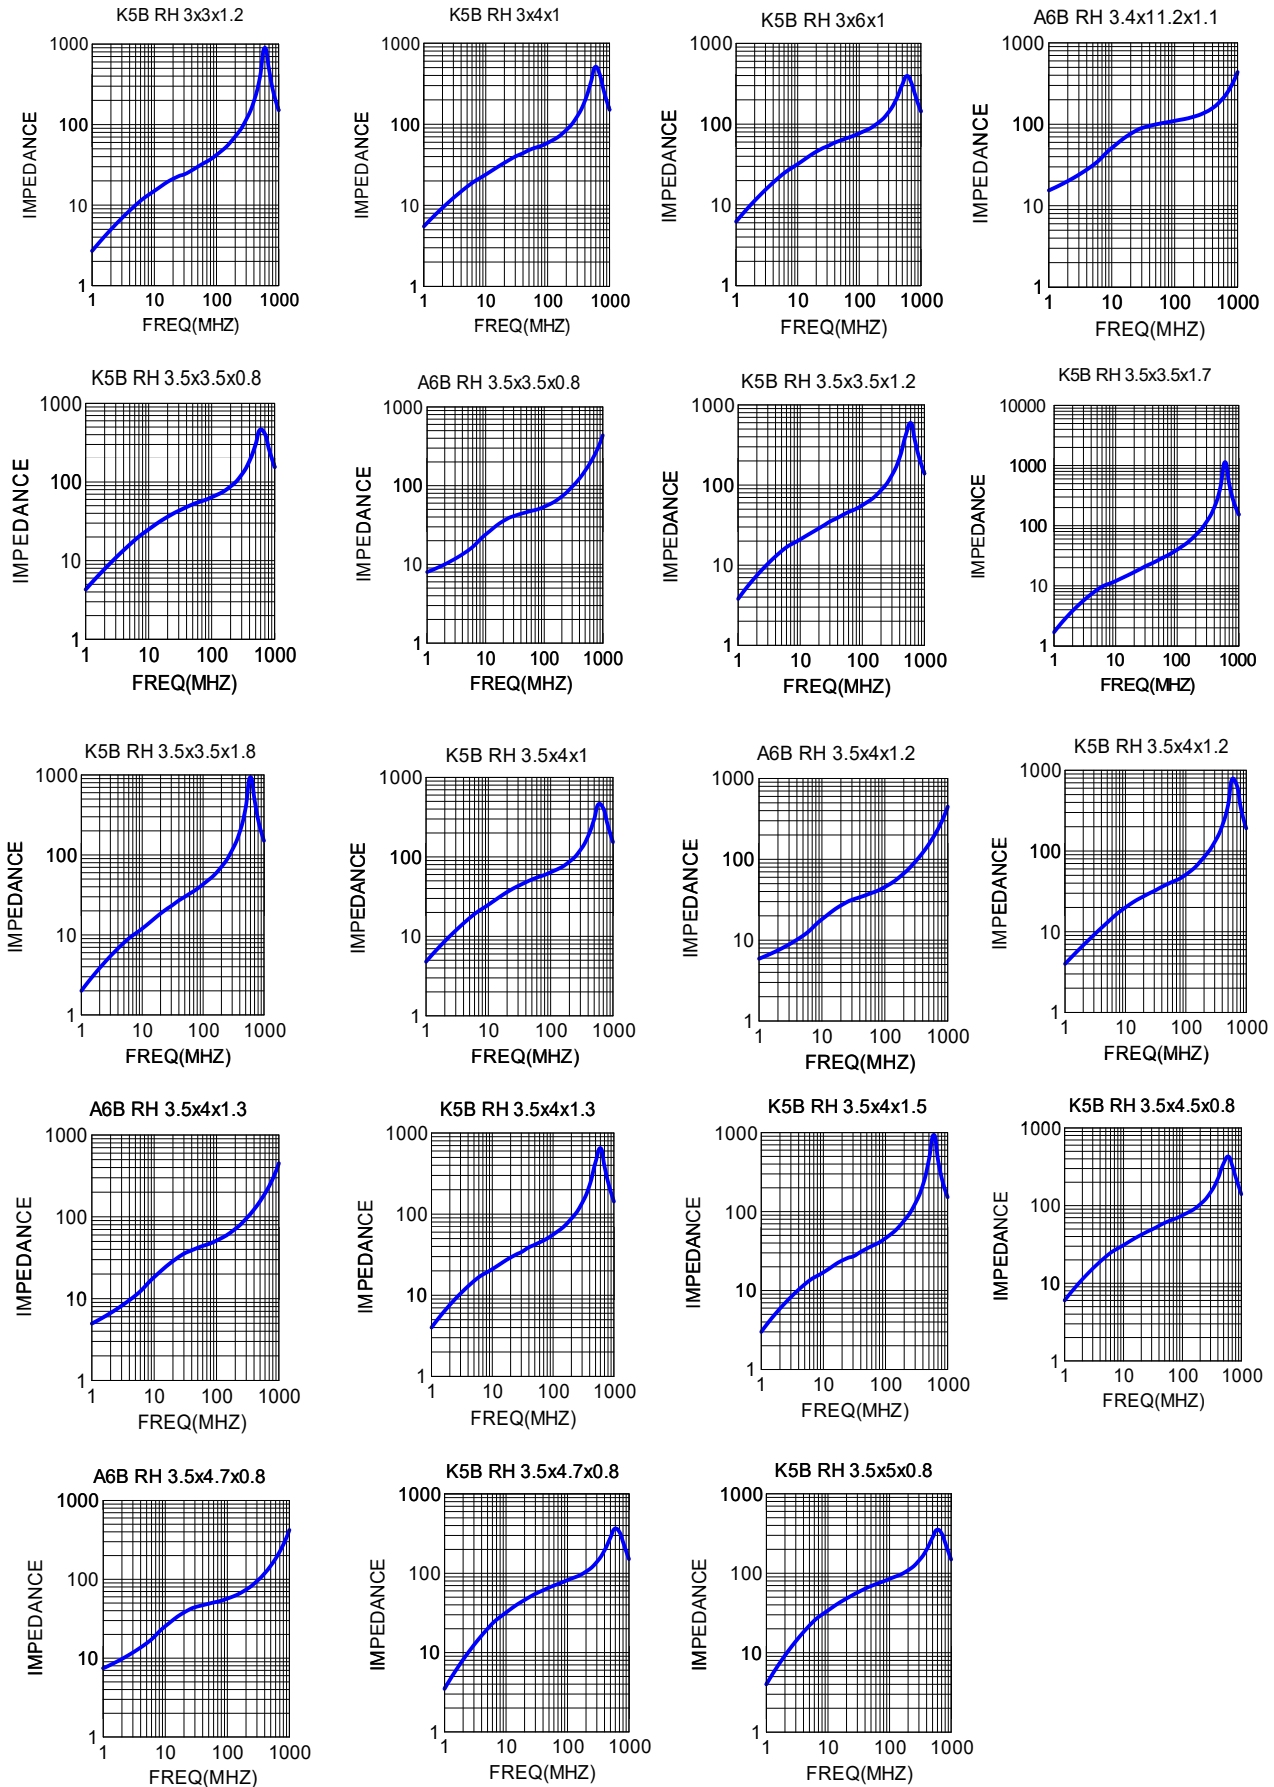 K5B RH 3x3x1.2
IMPEDANCE
1000
100
10
1
1 10 100 1000
FREQ(MHZ)
K5B RH 3x4x1
IMPEDANCE
1000
100
10
1
1 10 100 1000
FREQ(MHZ)
K5B RH 3x6x1
IMPEDANCE
1000
100
10
1
1 10 100 1000
FREQ(MHZ)
A6B RH 3.4x11.2x1.1
IMPEDANCE
1000
100
10
1
1 10 100 1000
FREQ(MHZ)
K5B RH 3.5x3.5x0.8
IMPEDANCE
1000
100
10
1
1 10 100 1000
FREQ(MHZ)
A6B RH 3.5x3.5x0.8
IMPEDANCE
1000
100
10
1
1 10 100 1000
FREQ(MHZ)
K5B RH 3.5x3.5x1.2
IMPEDANCE
1000
100
10
1
1 10 100 1000
FREQ(MHZ)
K5B RH 3.5x3.5x1.7
IMPEDANCE
10000
1000
100
10
1
1 10 100 1000
FREQ(MHZ)
K5B RH 3.5x3.5x1.8
IMPEDANCE
1000
100
10
1
1 10 100 1000
FREQ(MHZ)
K5B RH 3.5x4x1
IMPEDANCE
1000
100
10
1
1 10 100 1000
FREQ(MHZ)
A6B RH 3.5x4x1.2
IMPEDANCE
1000
100
10
1
1 10 100 1000
FREQ(MHZ)
K5B RH 3.5x4x1.2
IMPEDANCE
1000
100
10
1
1 10 100 1000
FREQ(MHZ)
A6B RH 3.5x4x1.3
IMPEDANCE
1000
100
10
1
1 10 100 1000
FREQ(MHZ)
K5B RH 3.5x4x1.3
IMPEDANCE
1000
100
10
1
1 10 100 1000
FREQ(MHZ)
K5B RH 3.5x4x1.5
IMPEDANCE
1000
100
10
1
1 10 100 1000
FREQ(MHZ)
K5B RH 3.5x4.5x0.8
IMPEDANCE
1000
100
10
1
1 10 100 1000
FREQ(MHZ)
A6B RH 3.5x4.7x0.8
IMPEDANCE
1000
100
10
1
1 10 100 1000
FREQ(MHZ)
K5B RH 3.5x4.7x0.8
IMPEDANCE
1000
100
10
1
1 10 100 1000
FREQ(MHZ)
K5B RH 3.5x5x0.8
IMPEDANCE
1000
100
10
1
1 10 100 1000
FREQ(MHZ)